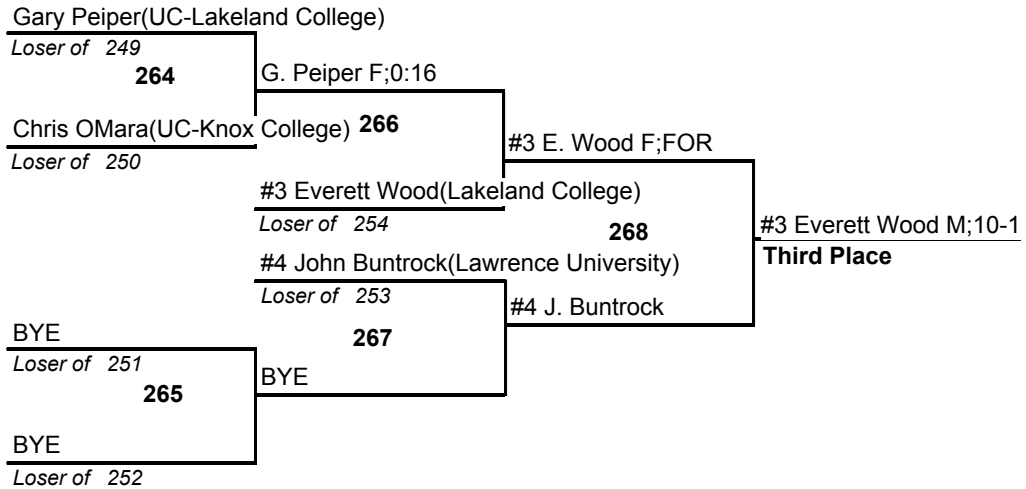 Gary Peiper(UC-Lakeland College)
Loser of 249
264
G. Peiper F;0:16
Chris OMara(UC-Knox College)
266
Loser of 250
#3 E. Wood F;FOR
#3 Everett Wood(Lakeland College)
Loser of 254
268
#3 Everett Wood M;10-1
Third Place
#4 John Buntrock(Lawrence University)
Loser of 253
#4 J. Buntrock
267
BYE
Loser of 251
265
BYE
BYE
Loser of 252